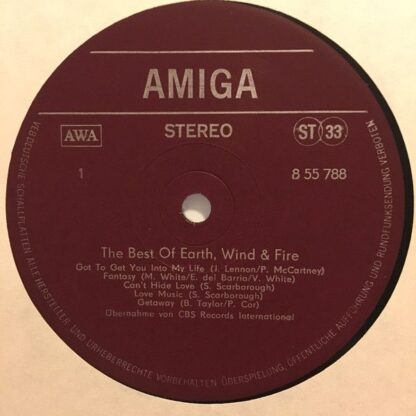 AMIGA
AWA
STEREO
ST 33
1
8 55 788
The Best Of Earth, Wind & Fire
Got To Get You Into My Life (J. Lennon/P. McCartney)
Fantasy (M. White/E. del Barrio/V. White)
Can't Hide Love (S. Scarborough)
Love Music (S. Scarborough)
Getaway (B. Taylor/P. Cor)
Übernahme von CBS Records International
VEB DEUTSCHE SCHALLPLATTEN ALLE HERSTELLER- UND URHEBERRECHTE VORBEHALTEN ÜBERSPIELUNG, ÖFFENTLICHE AUFFÜHRUNG UND RUNDFUNKSENDUNG VERBOTEN